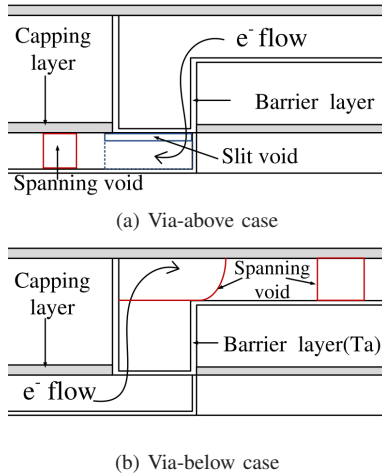 Capping
layer
e⁻ flow
Barrier layer
Slit void
Spanning void
(a) Via-above case
Capping
layer
Spanning
void
Barrier layer(Ta)
e⁻ flow
(b) Via-below case